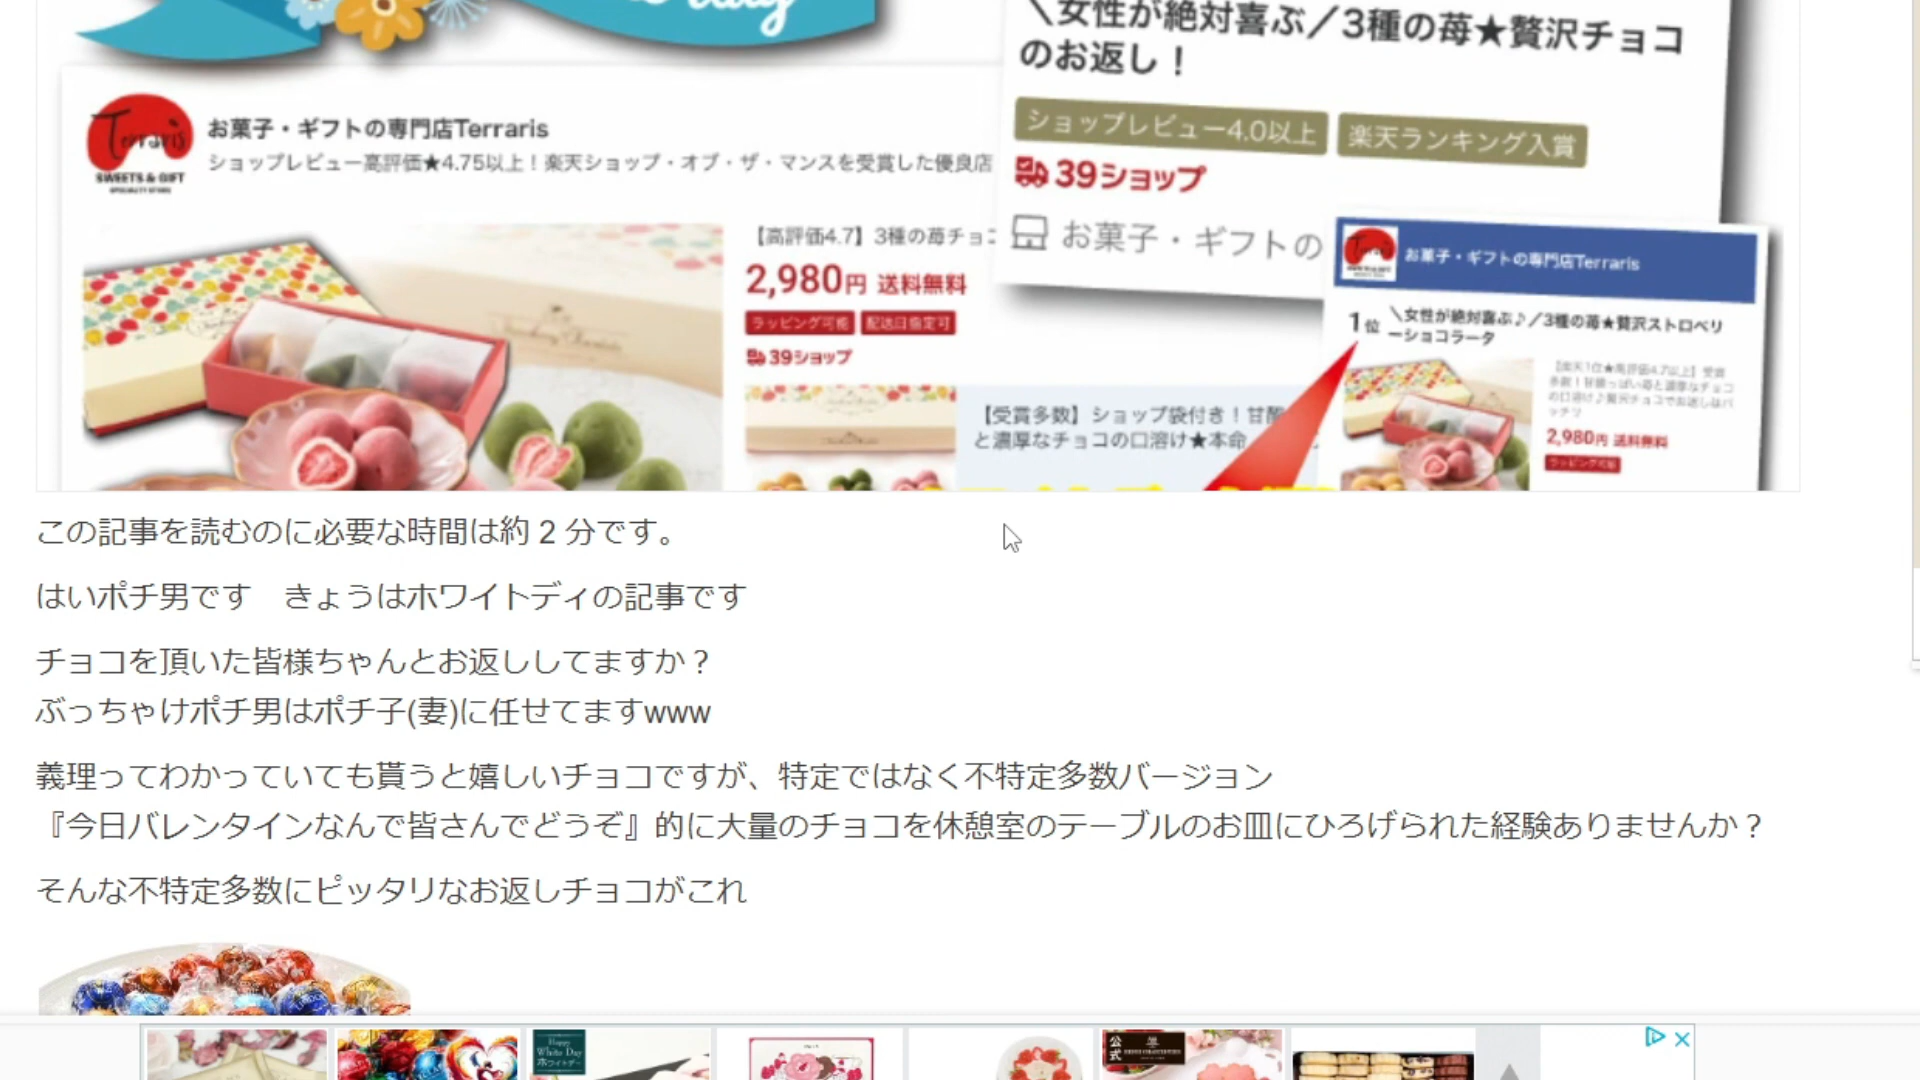 ＼女性が絶対喜ぶ／3種の苺★贅沢チョコ
のお返し！
ショップレビュー4.0以上 楽天ランキング入賞
39ショップ
お菓子・ギフトの
Terraris
SWEETS & GIFT
お菓子・ギフトの専門店Terraris
ショップレビュー高評価★4.75以上！楽天ショップ・オブ・ザ・マンスを受賞した優良店
【高評価4.7】3種の苺チョコ
2,980円 送料無料
ラッピング可能 配送日指定可
39ショップ
【受賞多数】ショップ袋付き！甘酸
と濃厚なチョコの口溶け★本命
お菓子・ギフトの専門店Terraris
1位 ＼女性が絶対喜ぶ♪／3種の苺★贅沢ストロベリ
ーショコラータ
2,980円 送料無料
ラッピング可能
この記事を読むのに必要な時間は約 2 分です。
はいポチ男です　きょうはホワイトディの記事です
チョコを頂いた皆様ちゃんとお返ししてますか？
ぶっちゃけポチ男はポチ子(妻)に任せてますwww
義理ってわかっていても貰うと嬉しいチョコですが、特定ではなく不特定多数バージョン
『今日バレンタインなんで皆さんでどうぞ』的に大量のチョコを休憩室のテーブルのお皿にひろげられた経験ありませんか？
そんな不特定多数にピッタリなお返しチョコがこれ
Happy
White Day
ホワイトデー
公式